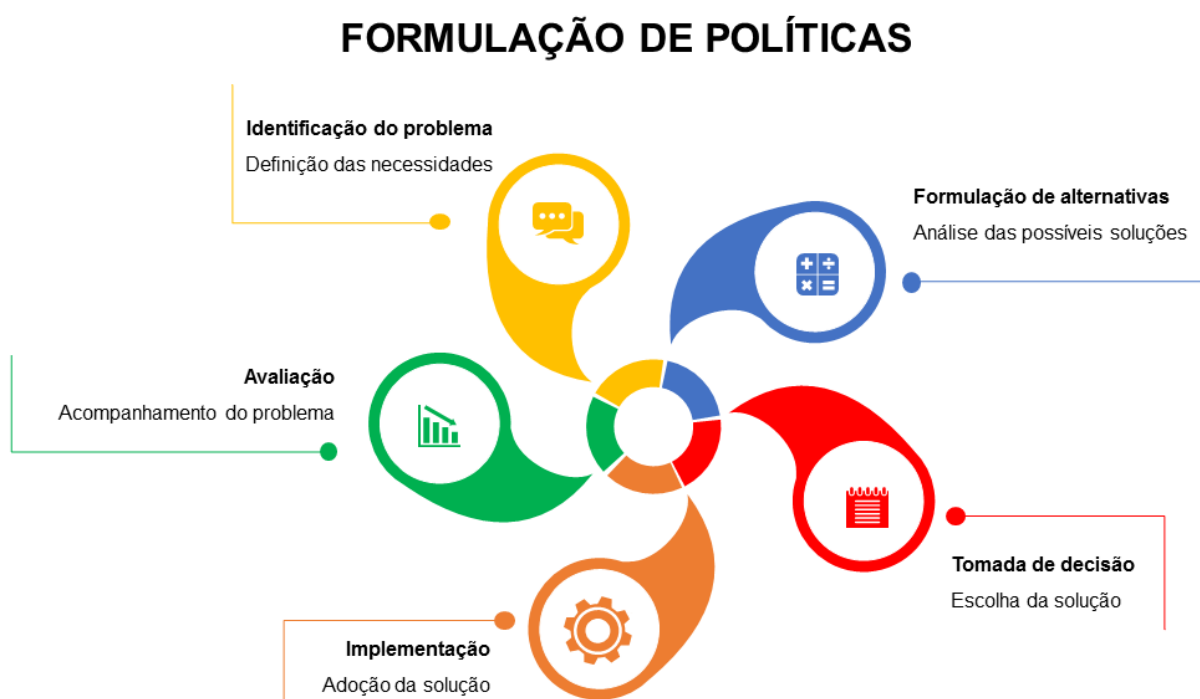 FORMULAÇÃO DE POLÍTICAS
Identificação do problema
Definição das necessidades
Formulação de alternativas
Análise das possíveis soluções
Tomada de decisão
Escolha da solução
Implementação
Adoção da solução
Avaliação
Acompanhamento do problema